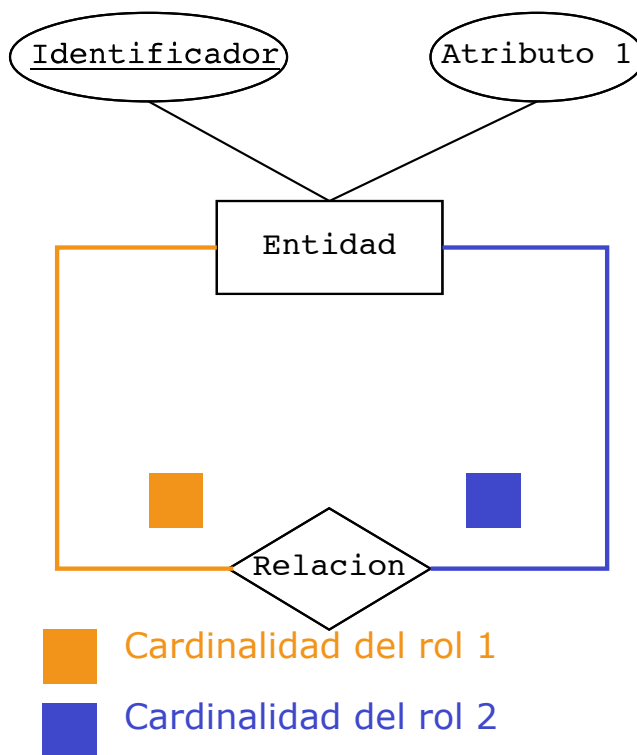 Identificador
Atributo 1
Entidad
Relacion
Cardinalidad del rol 1
Cardinalidad del rol 2